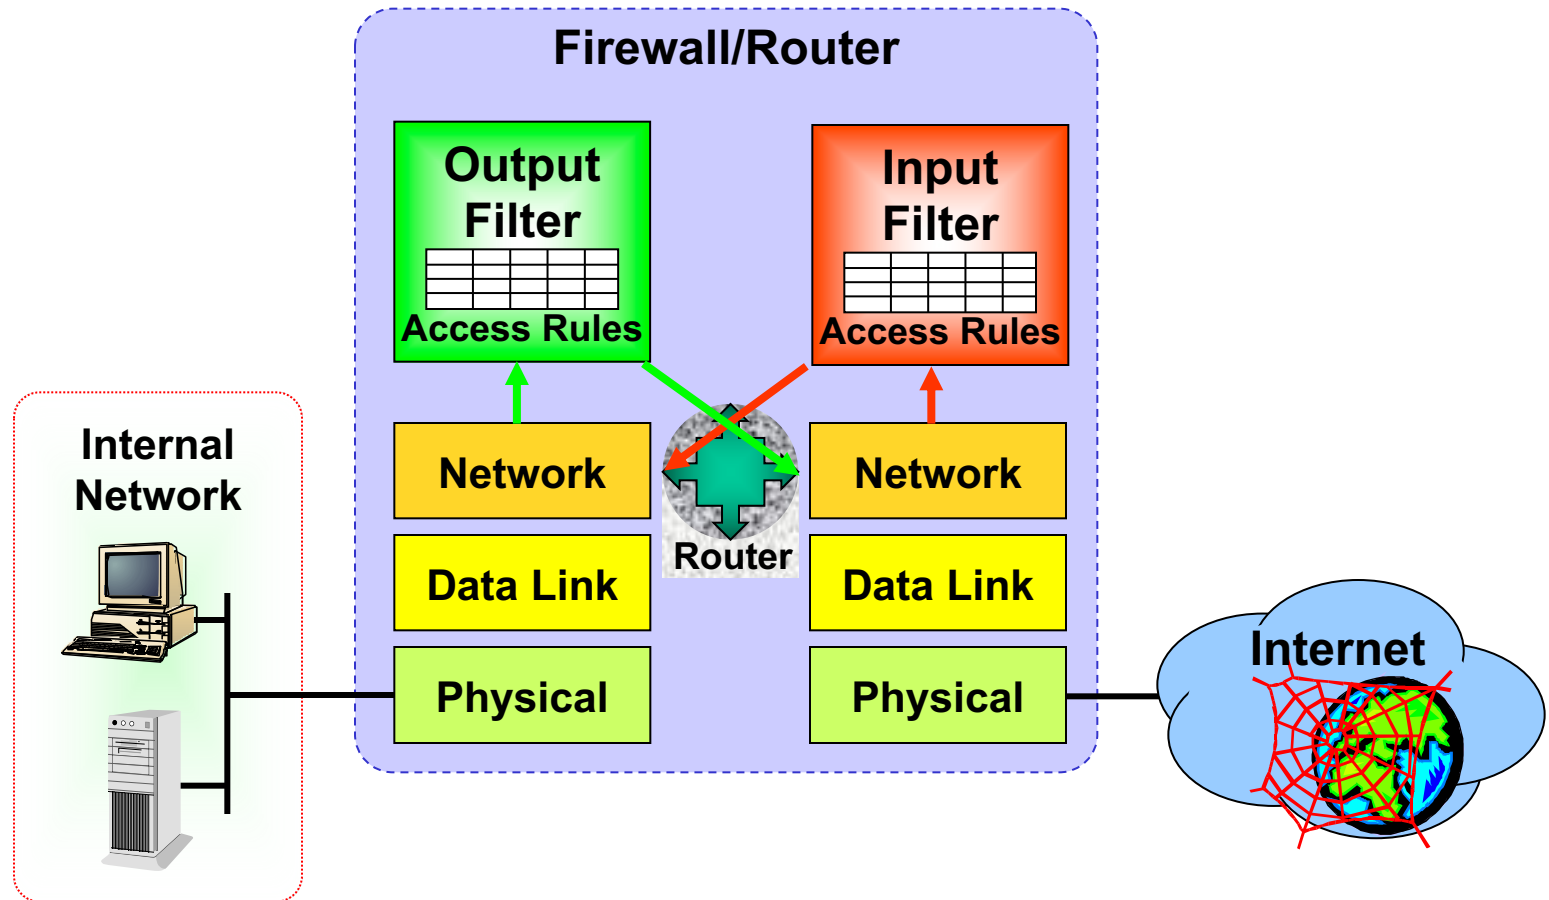 Firewall/Router
Output
Filter
Access Rules
Input
Filter
Access Rules
Internal
Network
Network
Router
Network
Data Link
Data Link
Physical
Physical
Internet